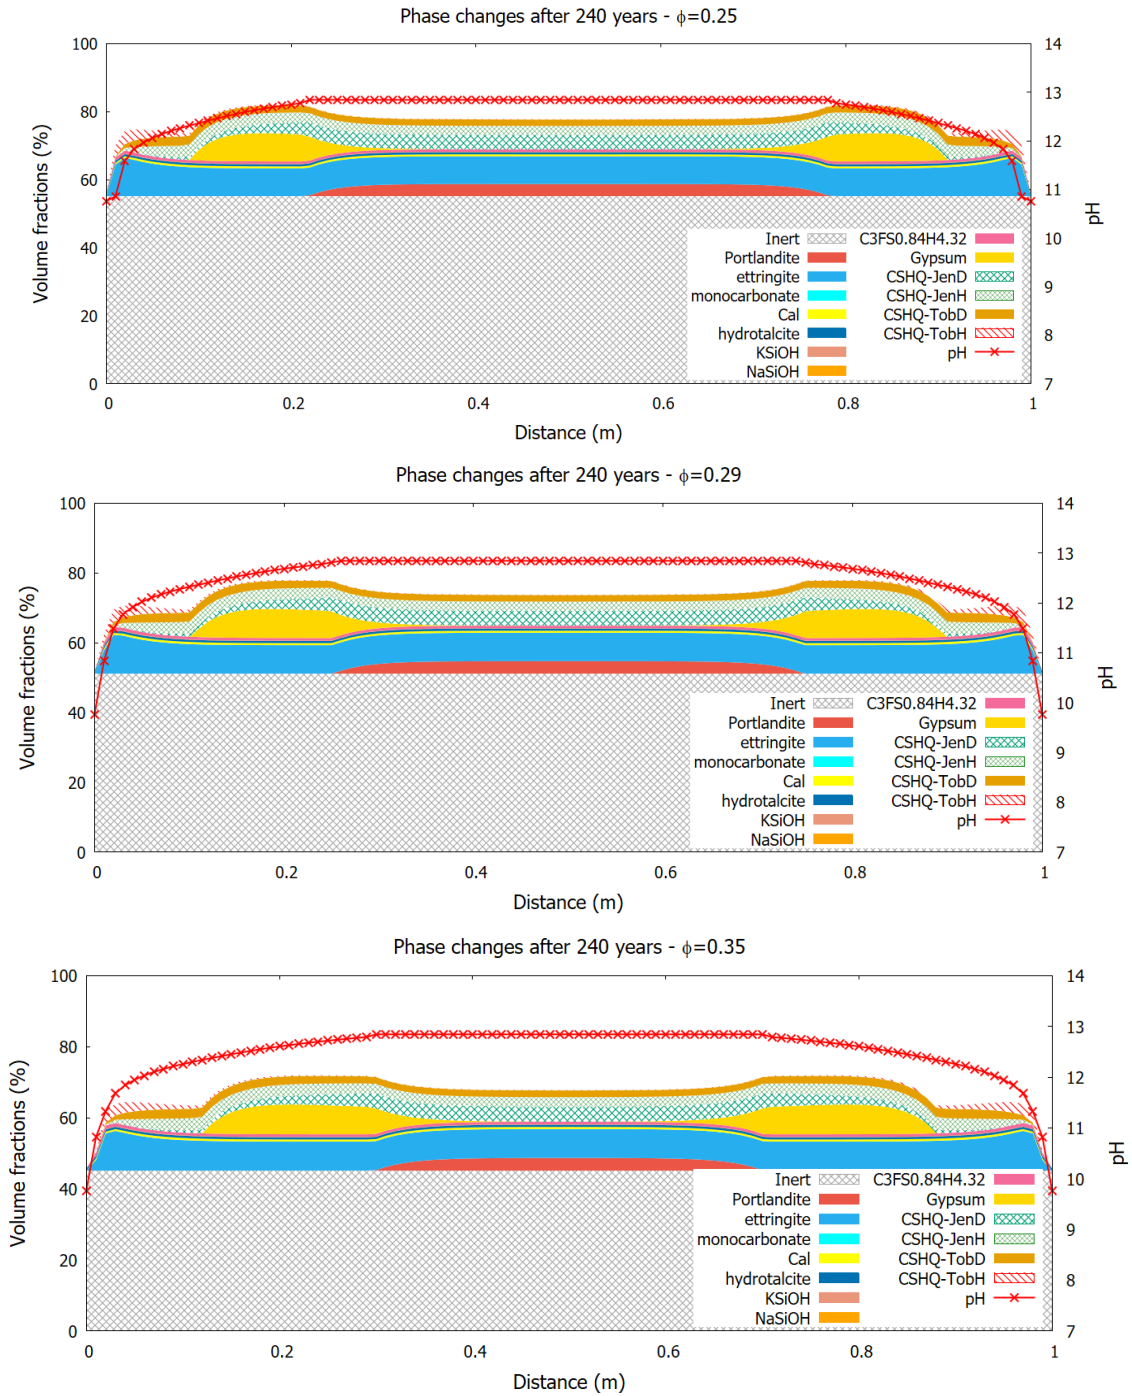 Phase changes after 240 years - ϕ=0.25
100
80
60
40
20
0
Volume fractions (%)
14
13
12
11
10
9
8
7
pH
Inert
Portlandite
ettringite
monocarbonate
Cal
hydrotalcite
KSiOH
NaSiOH
C3FS0.84H4.32
Gypsum
CSHQ-JenD
CSHQ-JenH
CSHQ-TobD
CSHQ-TobH
pH
0 0.2 0.4 0.6 0.8 1
Distance (m)
Phase changes after 240 years - ϕ=0.29
100
80
60
40
20
0
Volume fractions (%)
14
13
12
11
10
9
8
7
pH
Inert
Portlandite
ettringite
monocarbonate
Cal
hydrotalcite
KSiOH
NaSiOH
C3FS0.84H4.32
Gypsum
CSHQ-JenD
CSHQ-JenH
CSHQ-TobD
CSHQ-TobH
pH
0 0.2 0.4 0.6 0.8 1
Distance (m)
Phase changes after 240 years - ϕ=0.35
100
80
60
40
20
0
Volume fractions (%)
14
13
12
11
10
9
8
7
pH
Inert
Portlandite
ettringite
monocarbonate
Cal
hydrotalcite
KSiOH
NaSiOH
C3FS0.84H4.32
Gypsum
CSHQ-JenD
CSHQ-JenH
CSHQ-TobD
CSHQ-TobH
pH
0 0.2 0.4 0.6 0.8 1
Distance (m)